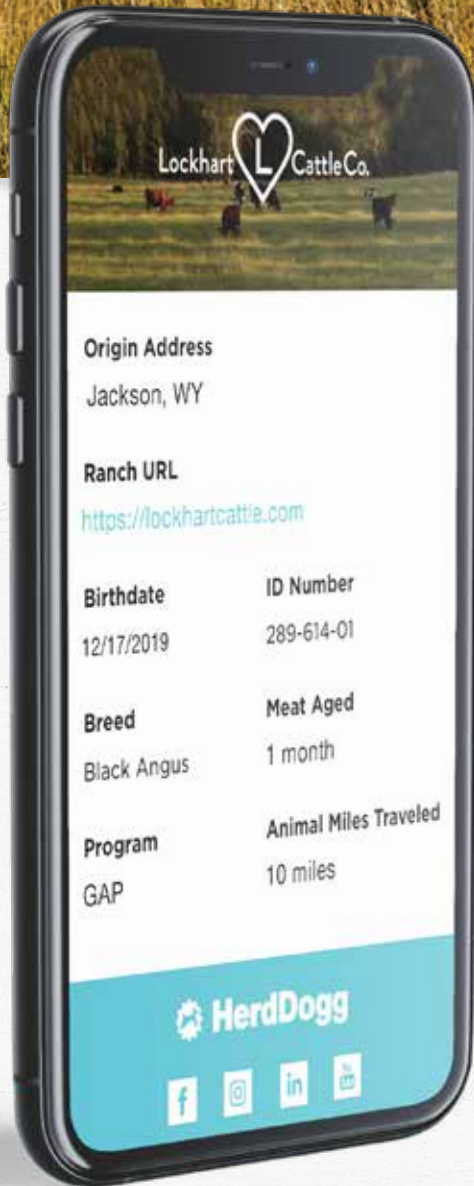 Lockhart L Cattle Co.
Origin Address
Jackson, WY
Ranch URL
https://lockhartcattle.com
Birthdate
ID Number
12/17/2019
289-614-01
Breed
Meat Aged
Black Angus
1 month
Program
Animal Miles Traveled
GAP
10 miles
HerdDogg
f
in